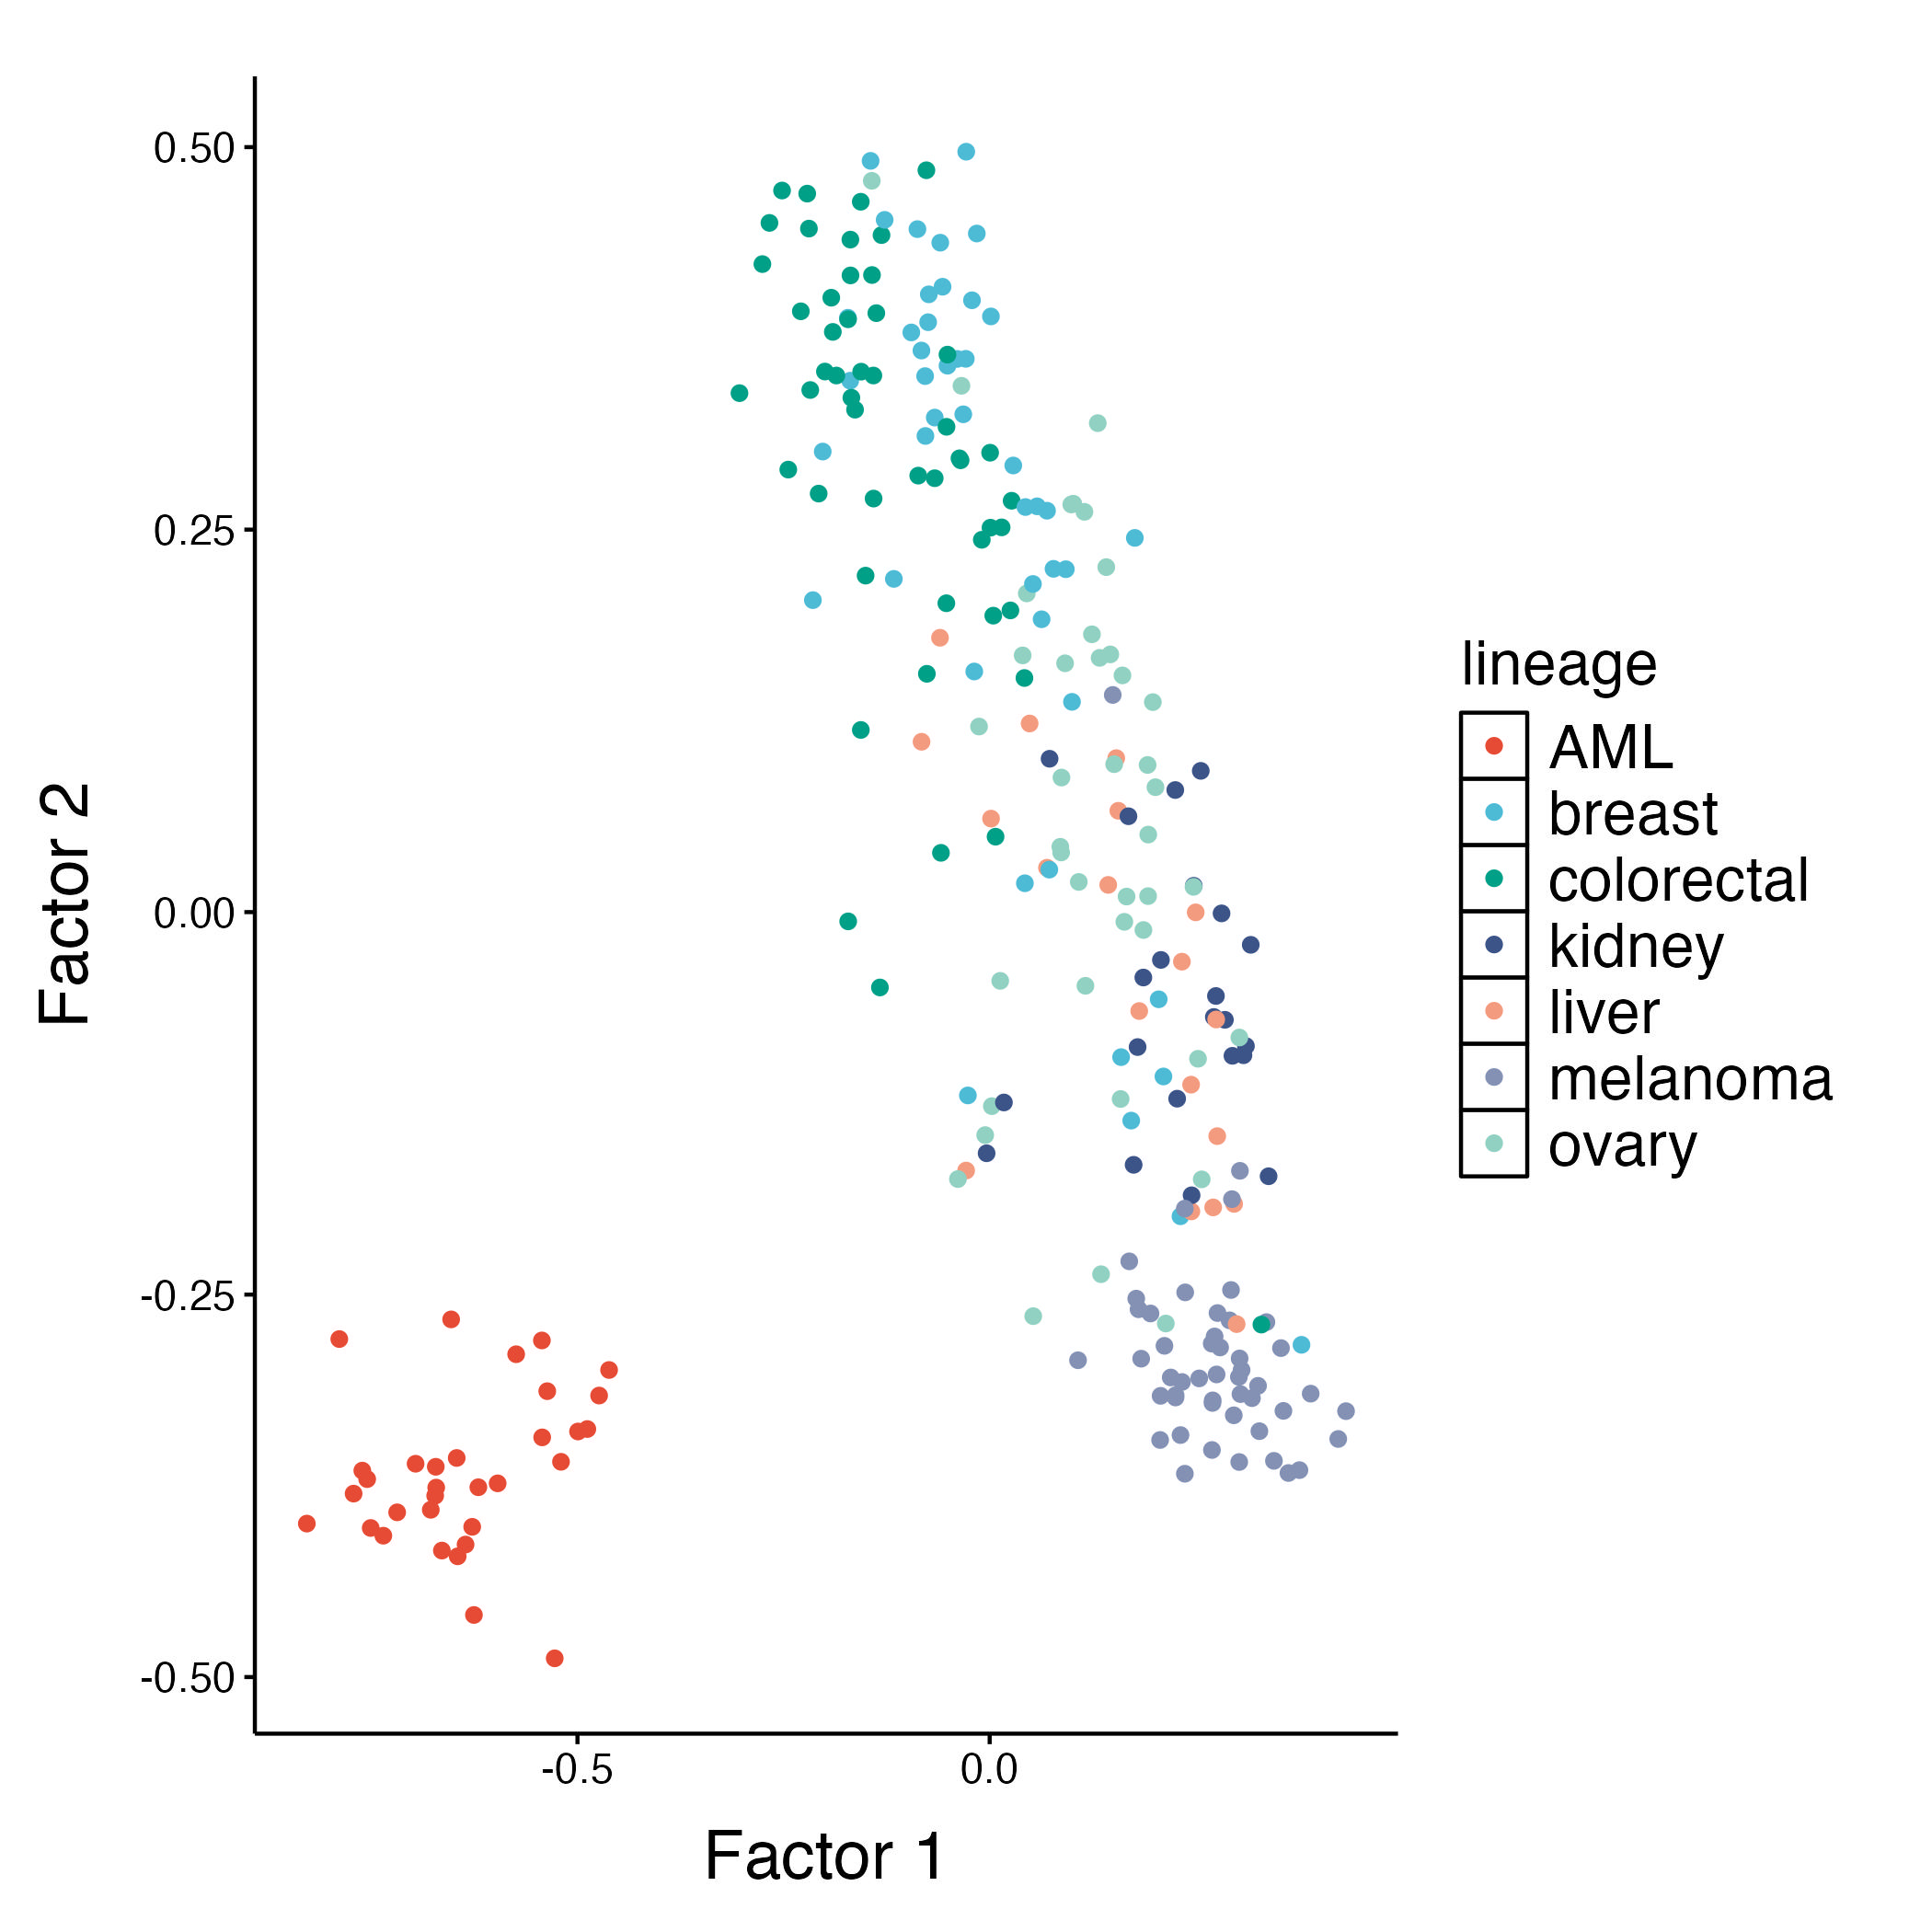 0.50
0.25
0.00
-0.25
-0.50
Factor 2
-0.5
0.0
Factor 1
lineage
AML
breast
colorectal
kidney
liver
melanoma
ovary